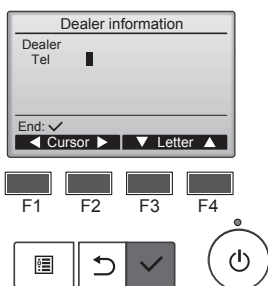 Dealer information
Dealer
Tel
End: ✓
◀ Cursor ▶ ▼ Letter ▲
F1 F2 F3 F4